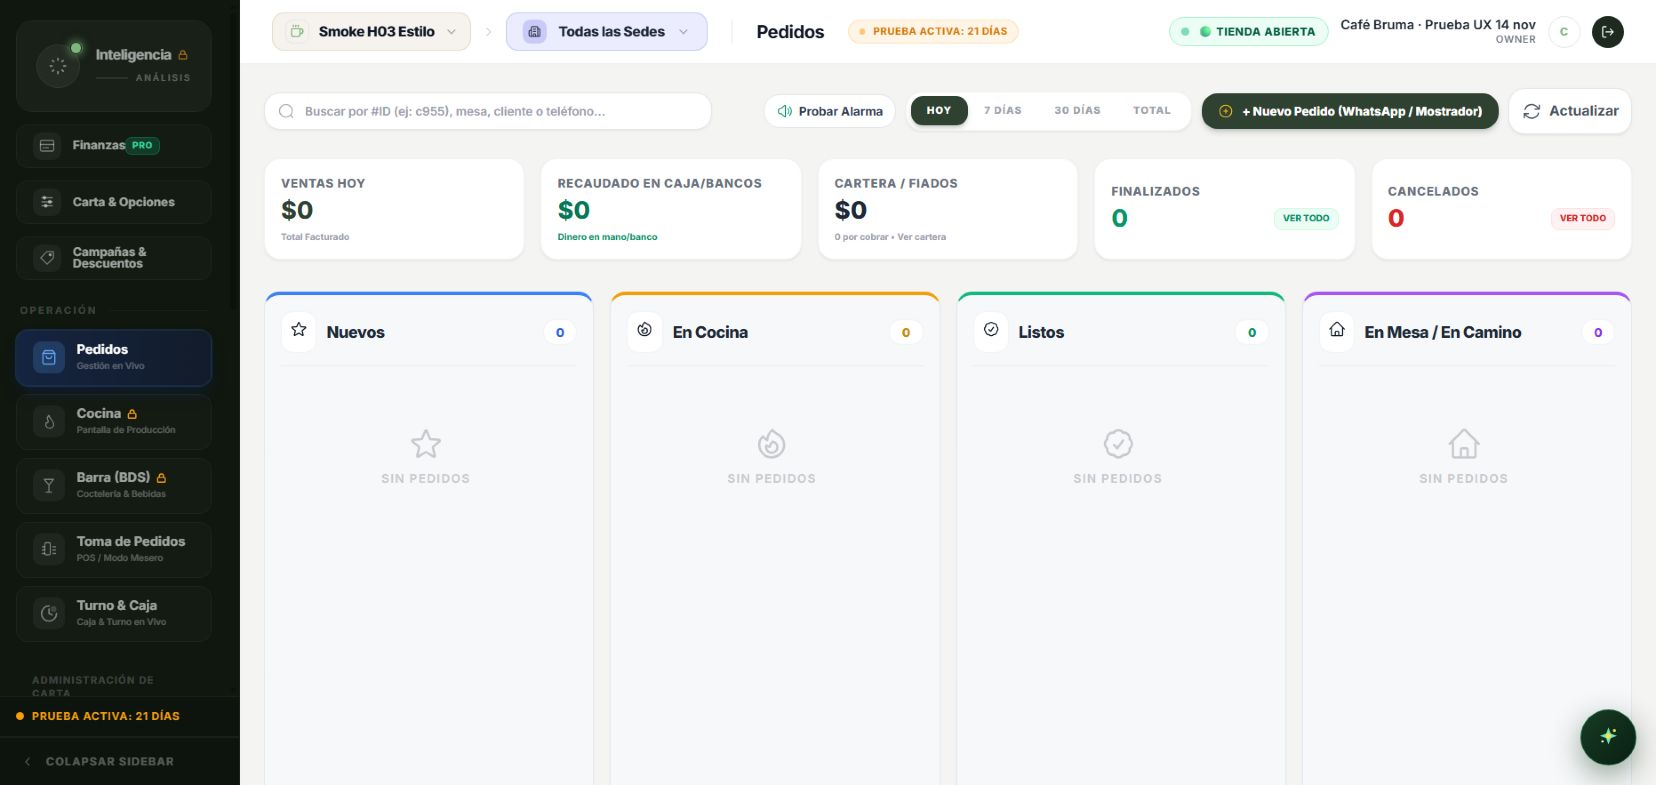 Inteligencia
ANÁLISIS
Finanzas PRO
Carta & Opciones
Campañas &
Descuentos
OPERACIÓN
Pedidos
Gestión en Vivo
Cocina
Pantalla de Producción
Barra (BDS)
Coctelería & Bebidas
Toma de Pedidos
POS / Modo Mesero
Turno & Caja
Caja & Turno en Vivo
ADMINISTRACIÓN DE
CARTA
PRUEBA ACTIVA: 21 DÍAS
COLAPSAR SIDEBAR
Smoke H03 Estilo
Todas las Sedes
Pedidos
PRUEBA ACTIVA: 21 DÍAS
TIENDA ABIERTA
Café Bruma · Prueba UX 14 nov
OWNER
C
Buscar por #ID (ej: c955), mesa, cliente o teléfono...
Probar Alarma
HOY
7 DÍAS
30 DÍAS
TOTAL
+ Nuevo Pedido (WhatsApp / Mostrador)
Actualizar
VENTAS HOY
$0
Total Facturado
RECAUDADO EN CAJA/BANCOS
$0
Dinero en mano/banco
CARTERA / FIADOS
$0
0 por cobrar • Ver cartera
FINALIZADOS
0
VER TODO
CANCELADOS
0
VER TODO
Nuevos
0
SIN PEDIDOS
En Cocina
0
SIN PEDIDOS
Listos
0
SIN PEDIDOS
En Mesa / En Camino
0
SIN PEDIDOS